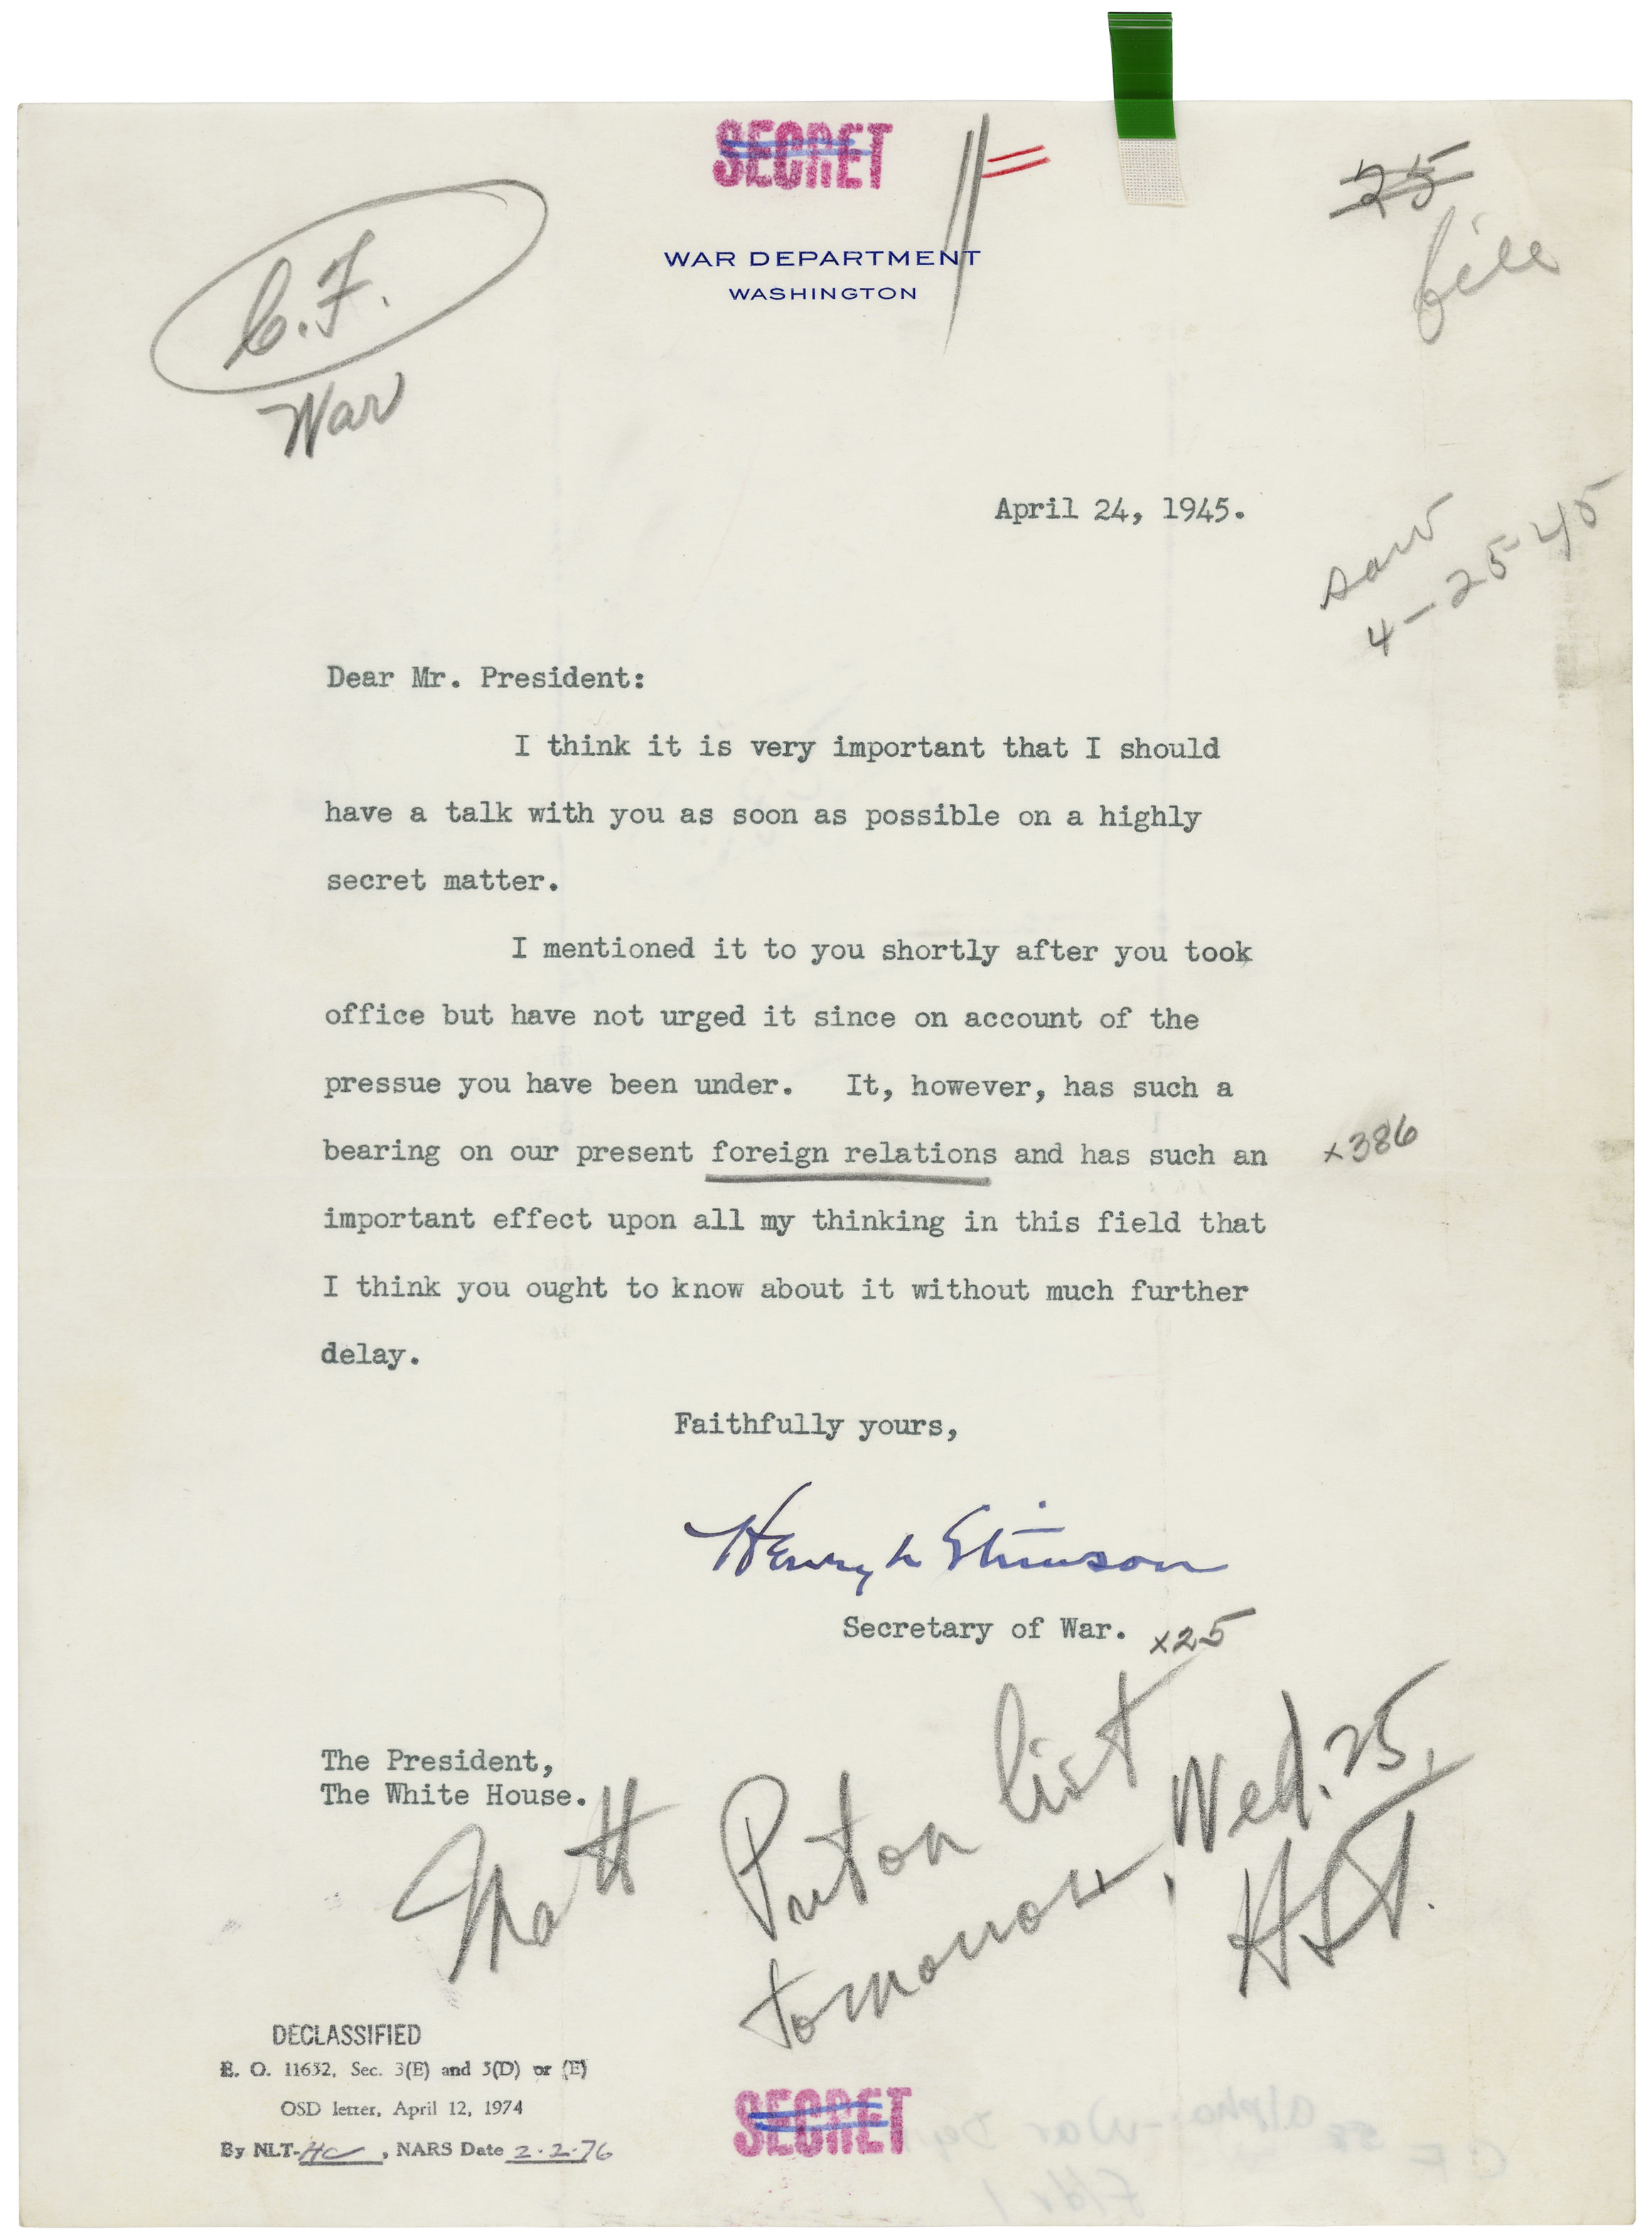 SECRET
WAR DEPARTMENT
WASHINGTON
25
file
C.F.
War
April 24, 1945.
saw
4-25-45
Dear Mr. President:
I think it is very important that I should
have a talk with you as soon as possible on a highly
secret matter.
I mentioned it to you shortly after you took
office but have not urged it since on account of the
pressue you have been under. It, however, has such a
bearing on our present foreign relations and has such an x386
important effect upon all my thinking in this field that
I think you ought to know about it without much further
delay.
Faithfully yours,
Henry L Stimson
Secretary of War. x25
The President,
The White House.
Matt Put on list
tomorrow, Wed. 25,
HST.
DECLASSIFIED
E. O. 11652, Sec. 3(E) and 5(D) or (E)
OSD letter, April 12, 1974
By NLT-HC, NARS Date 2-2-76
SECRET